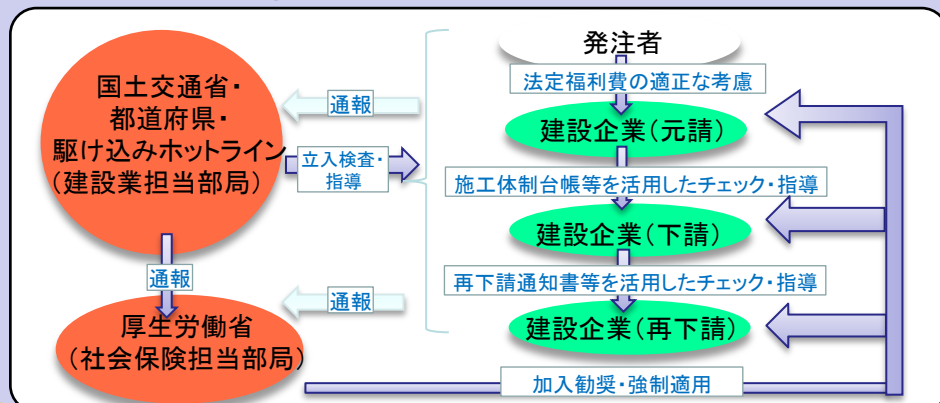 発注者
法定福利費の適正な考慮
国土交通省・
都道府県・
駆け込みホットライン
（建設業担当部局）
通報
立入検査・
指導
建設企業（元請）
施工体制台帳等を活用したチェック・指導
建設企業（下請）
再下請通知書等を活用したチェック・指導
通報
通報
建設企業（再下請）
厚生労働省
（社会保険担当部局）
加入勧奨・強制適用